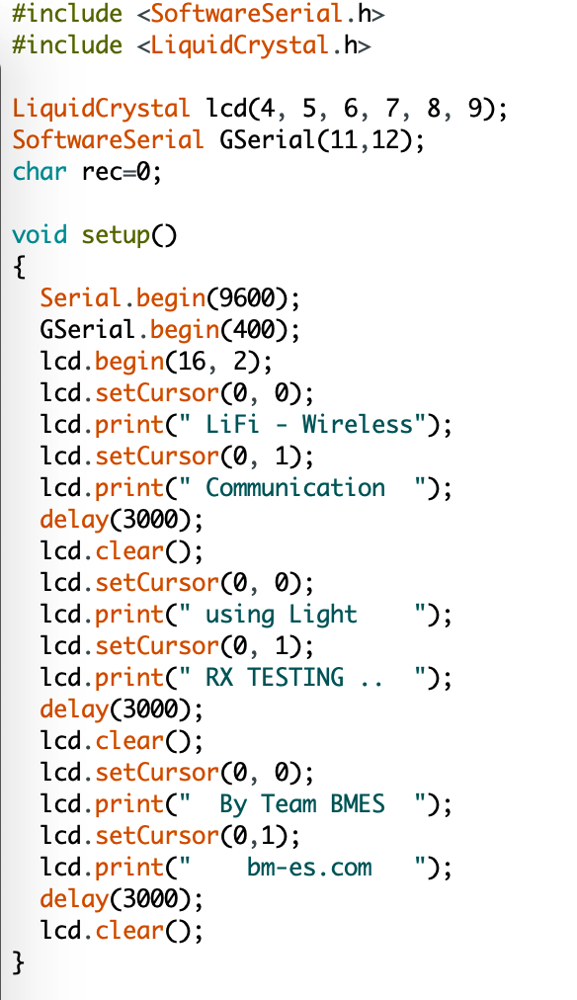 #include <SoftwareSerial.h>
#include <LiquidCrystal.h>

LiquidCrystal lcd(4, 5, 6, 7, 8, 9);
SoftwareSerial GSerial(11,12);
char rec=0;

void setup()
{
  Serial.begin(9600);
  GSerial.begin(400);
  lcd.begin(16, 2);
  lcd.setCursor(0, 0);
  lcd.print(" LiFi - Wireless");
  lcd.setCursor(0, 1);
  lcd.print(" Communication  ");
  delay(3000);
  lcd.clear();
  lcd.setCursor(0, 0);
  lcd.print(" using Light    ");
  lcd.setCursor(0, 1);
  lcd.print(" RX TESTING ..  ");
  delay(3000);
  lcd.clear();
  lcd.setCursor(0, 0);
  lcd.print("  By Team BMES  ");
  lcd.setCursor(0,1);
  lcd.print("    bm-es.com   ");
  delay(3000);
  lcd.clear();
}